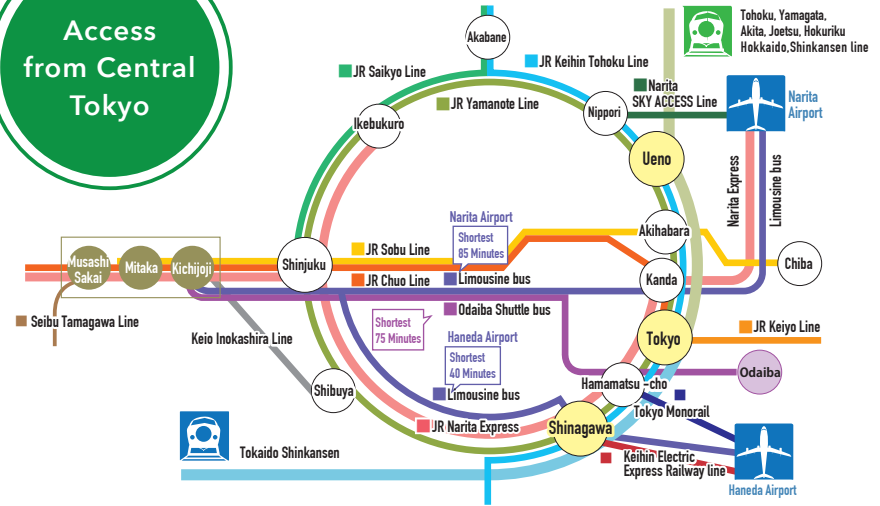 Access
from Central
Tokyo
Akabane
Tohoku, Yamagata,
Akita, Joetsu, Hokuriku
Hokkaido,Shinkansen line
JR Saikyo Line
JR Keihin Tohoku Line
JR Yamanote Line
Narita
SKY ACCESS Line
Narita
Airport
Ikebukuro
Nippori
Ueno
Narita Express
Limousine bus
Narita Airport
Shortest
85 Minutes
Akihabara
Musashi
Sakai
Mitaka
Kichijoji
Shinjuku
JR Sobu Line
Chiba
JR Chuo Line
Limousine bus
Kanda
Odaiba Shuttle bus
Seibu Tamagawa Line
Shortest
75 Minutes
Keio Inokashira Line
Haneda Airport
Shortest
40 Minutes
Tokyo
JR Keiyo Line
Shibuya
Limousine bus
Hamamatsu -cho
Odaiba
Tokyo Monorail
JR Narita Express
Shinagawa
Tokaido Shinkansen
Keihin Electric
Express Railway line
Haneda Airport